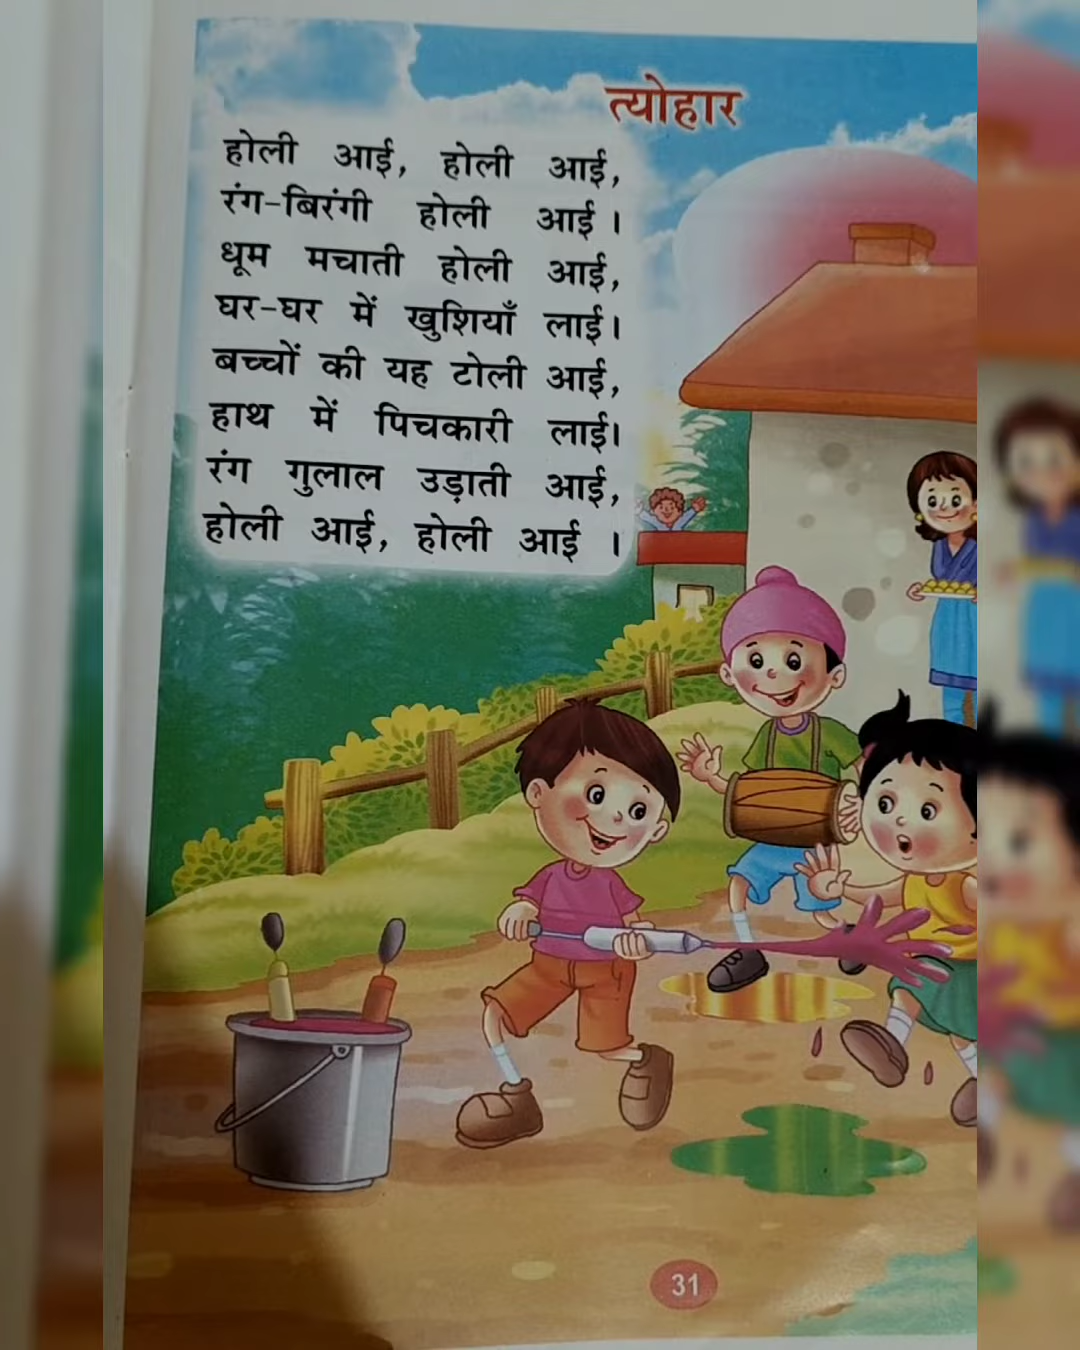 त्योहार
होली आई, होली आई,
रंग-बिरंगी होली आई ।
धूम मचाती होली आई,
घर-घर में खुशियाँ लाई।
बच्चों की यह टोली आई,
हाथ में पिचकारी लाई।
रंग गुलाल उड़ाती आई,
होली आई, होली आई ।
31